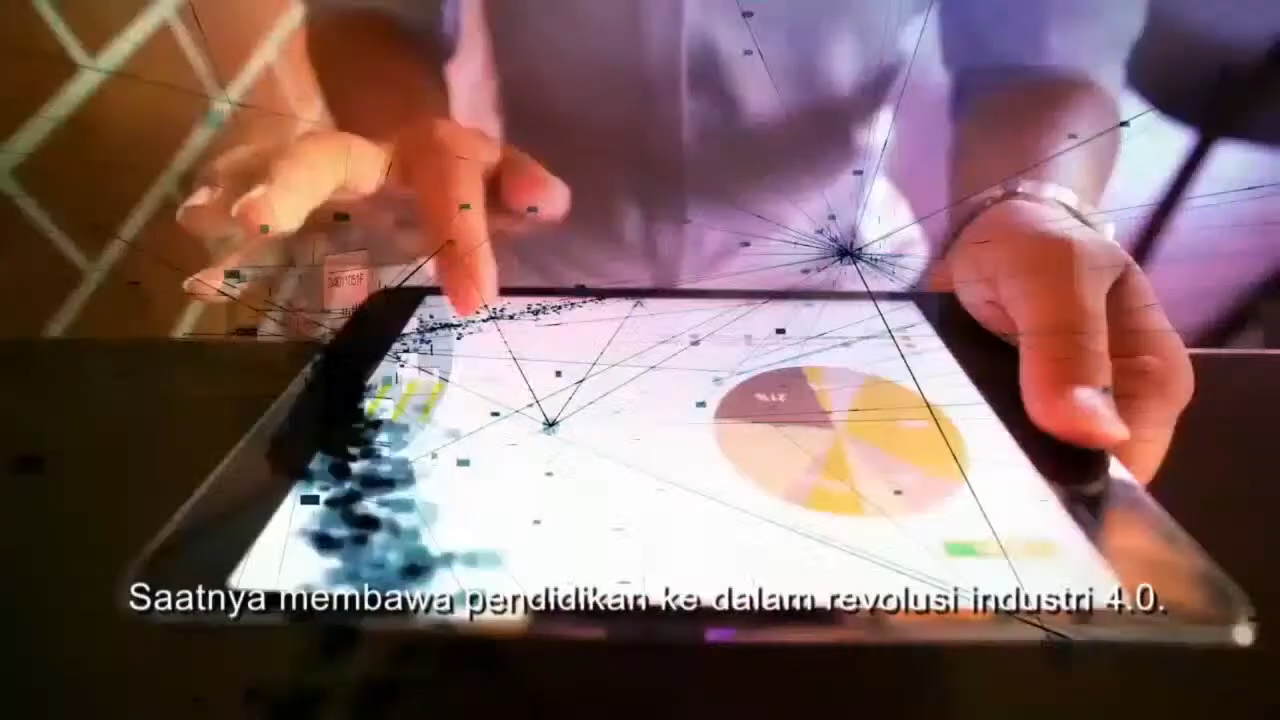 Saatnya membawa pendidikan ke dalam revolusi industri 4.0.